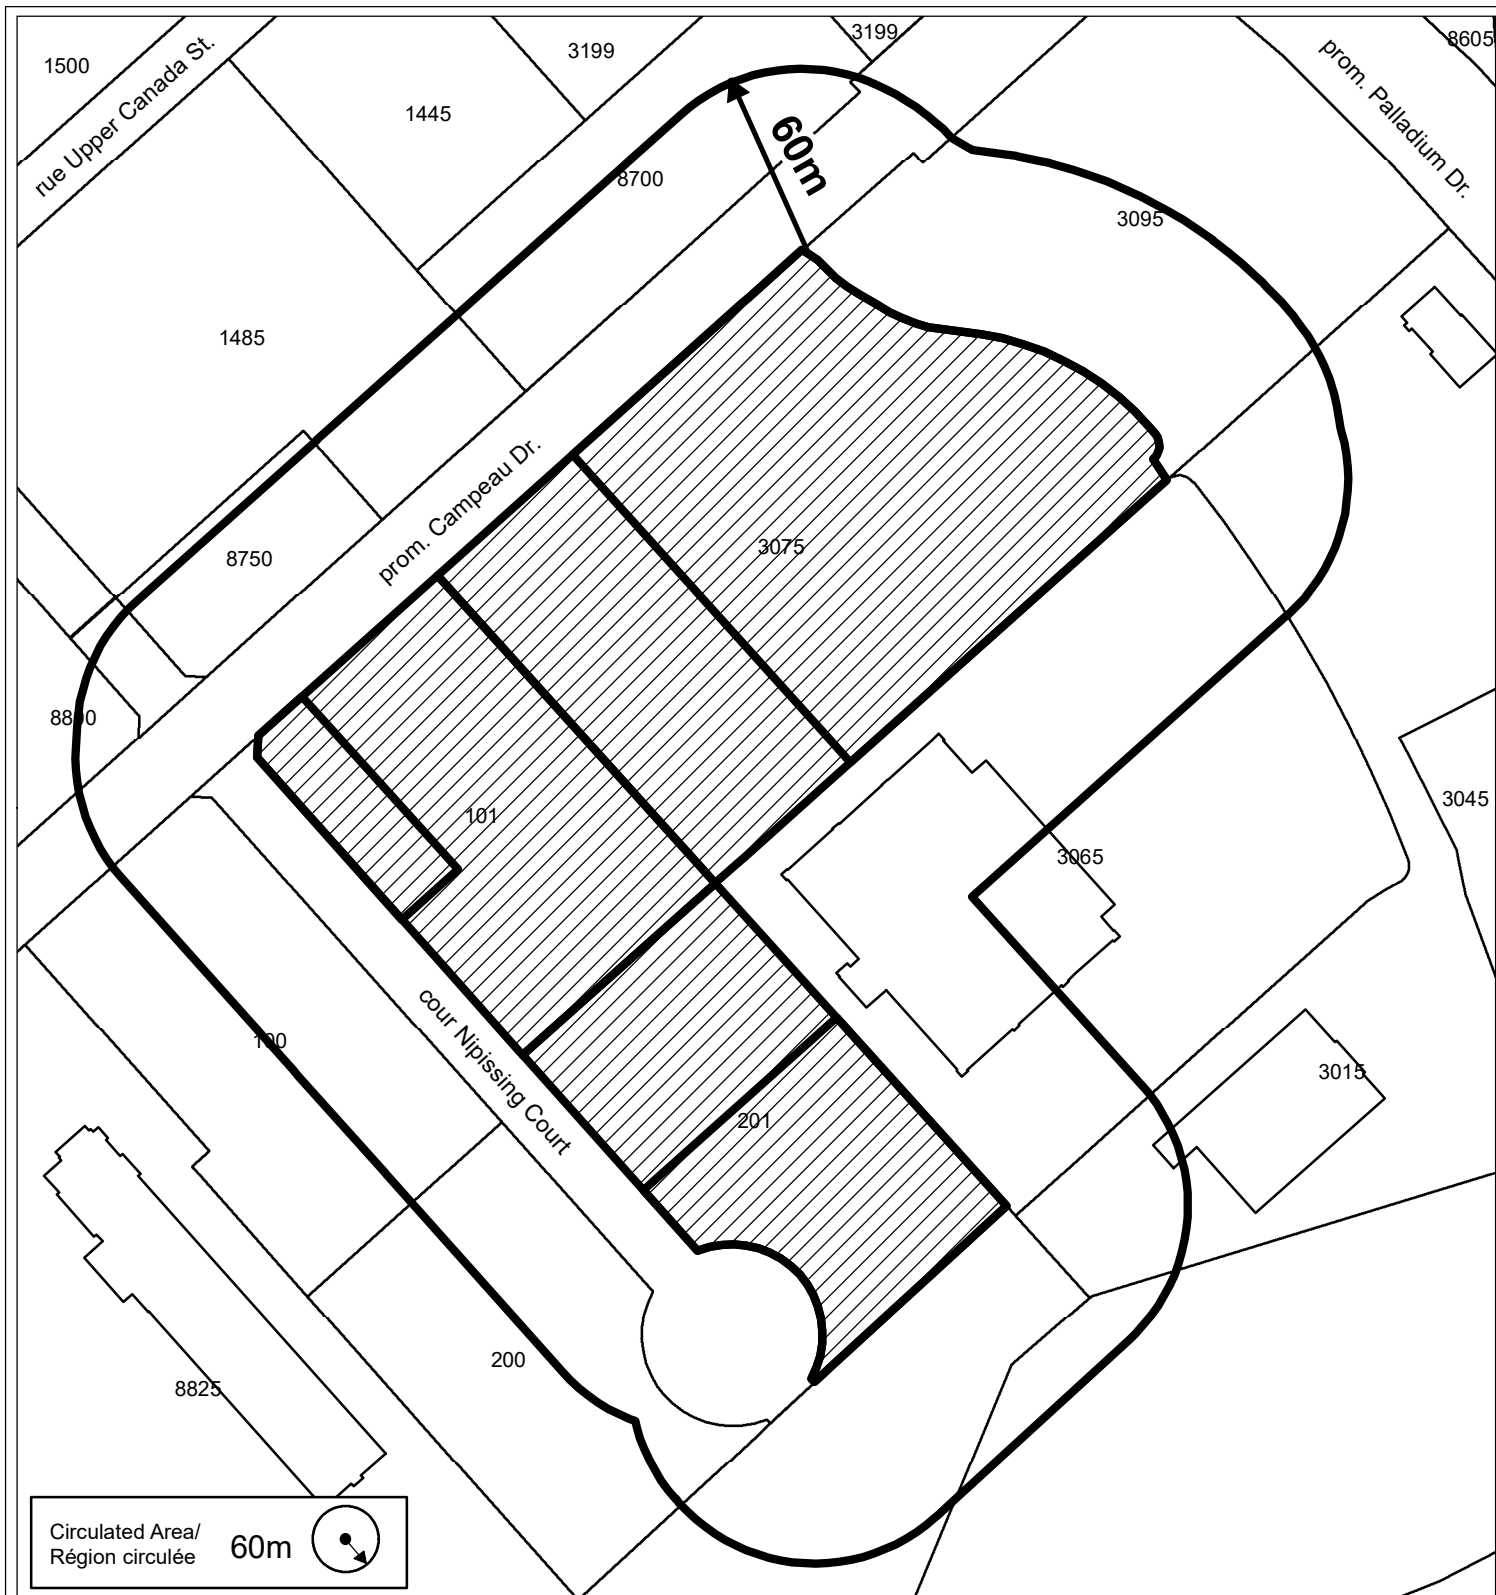 1500
rue Upper Canada St.
3199
3199
8605
prom. Palladium Dr.
1445
60m
8700
3095
1485
prom. Campeau Dr.
8750
3075
8800
101
3045
3065
cour Nipissing Court
100
3015
201
200
8825
Circulated Area/
Région circulée
60m